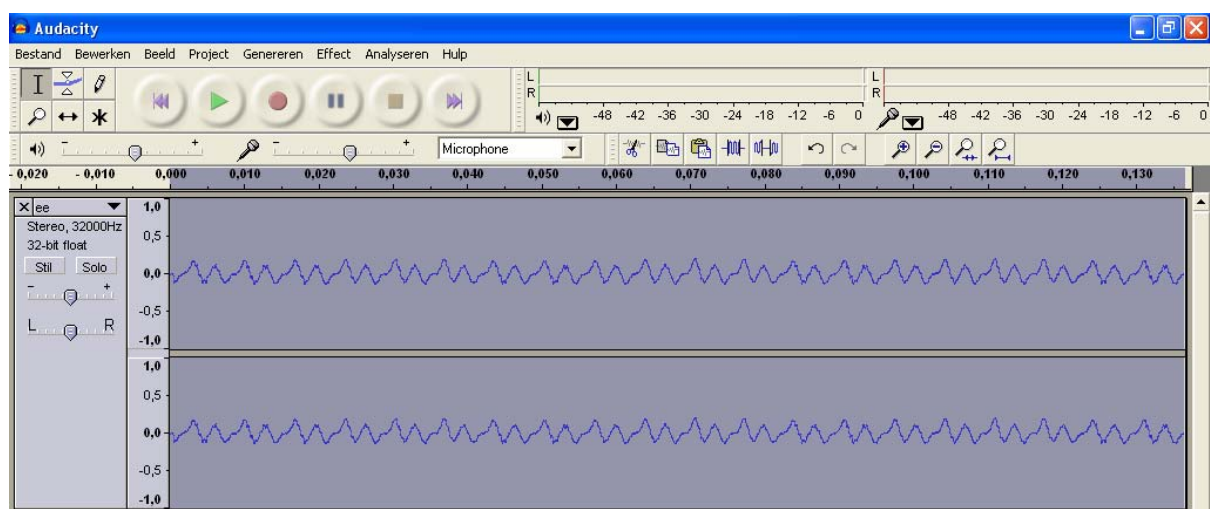 Audacity
Bestand Bewerken Beeld Project Genereren Effect Analyseren Hulp
L
R
-48 -42 -36 -30 -24 -18 -12 -6 0
L
R
-48 -42 -36 -30 -24 -18 -12 -6 0
- + - + Microphone
- 0,020 - 0,010 0,000 0,010 0,020 0,030 0,040 0,050 0,060 0,070 0,080 0,090 0,100 0,110 0,120 0,130
X ee
Stereo, 32000Hz
32-bit float
Stil Solo
- +
L R
1,0
0,5
0,0
-0,5
-1,0
1,0
0,5
0,0
-0,5
-1,0